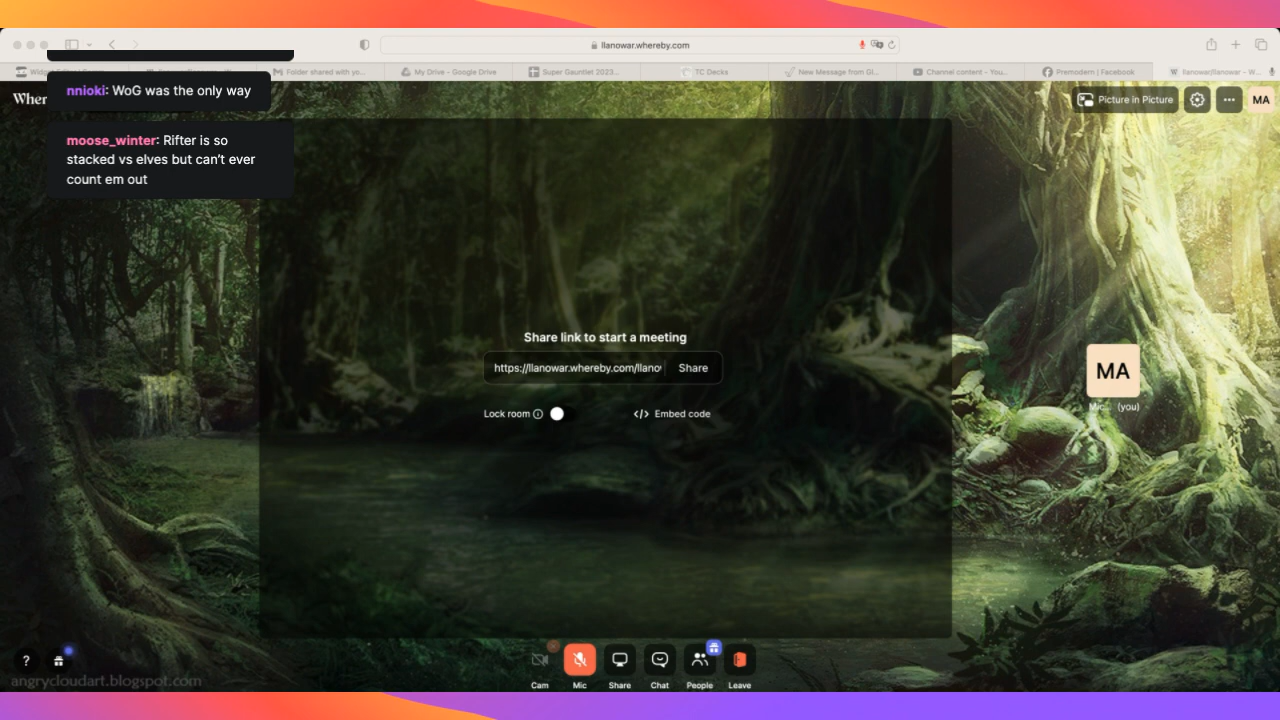 llanowar.whereby.com
Folder shared with yo...
My Drive - Google Drive
Super Gauntlet 2023...
TC Decks
New Message from Gl...
Channel content - You...
Premodern | Facebook
llanowar/llanowar - W...
Wher
Picture in Picture
MA
nnioki: WoG was the only way
moose_winter: Rifter is so
stacked vs elves but can't ever
count em out
Share link to start a meeting
https://llanowar.whereby.com/llano
Share
Lock room
Embed code
MA
Mic... (you)
?
Cam
Mic
Share
Chat
People
Leave
angrycloudart.blogspot.com